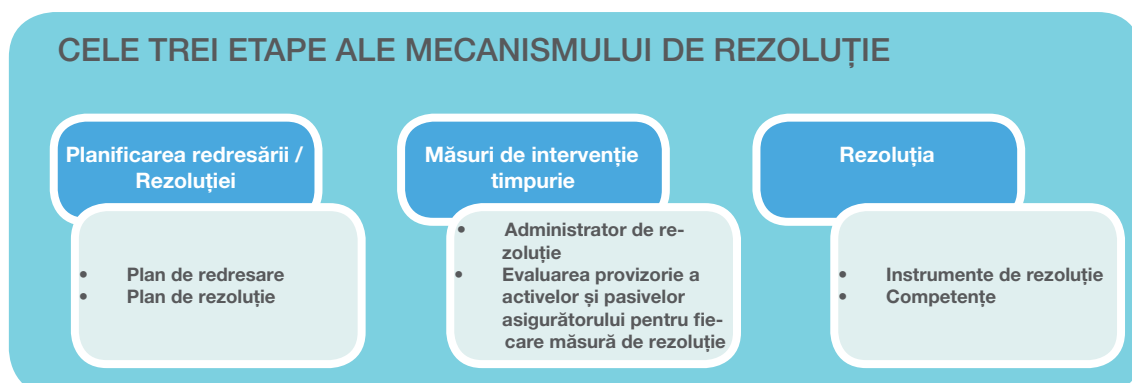 CELE TREI ETAPE ALE MECANISMULUI DE REZOLUȚIE
Planificarea redresării /
Rezoluției
• Plan de redresare
• Plan de rezoluție
Măsuri de intervenție
timpurie
• Administrator de re-
zoluție
• Evaluarea provizorie a
activelor și pasivelor
asigurătorului pentru fie-
care măsură de rezoluție
Rezoluția
• Instrumente de rezoluție
• Competențe